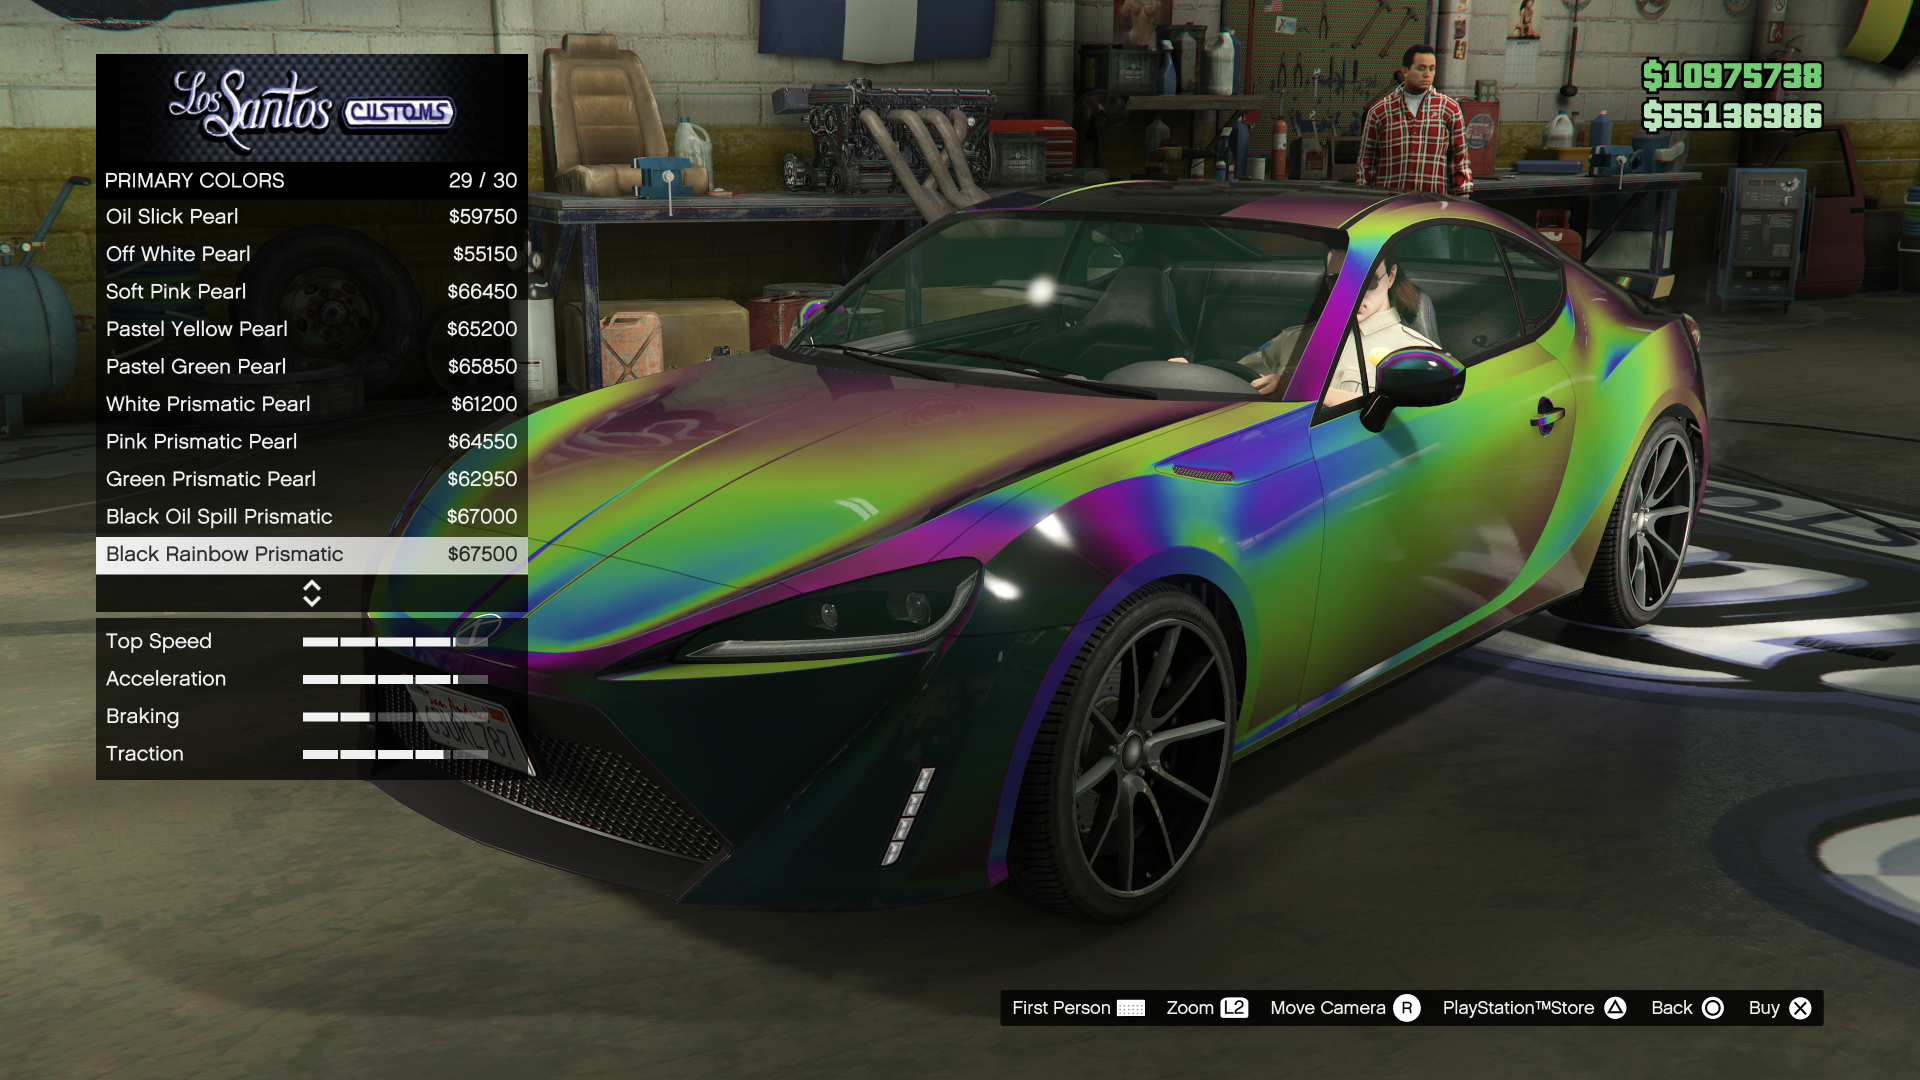 Los Santos CUSTOMS
PRIMARY COLORS 29 / 30
Oil Slick Pearl $59750
Off White Pearl $55150
Soft Pink Pearl $66450
Pastel Yellow Pearl $65200
Pastel Green Pearl $65850
White Prismatic Pearl $61200
Pink Prismatic Pearl $64550
Green Prismatic Pearl $62950
Black Oil Spill Prismatic $67000
Black Rainbow Prismatic $67500
Top Speed
Acceleration
Braking
Traction
$10975738
$55136986
First Person Zoom L2 Move Camera R PlayStation™Store Back Buy